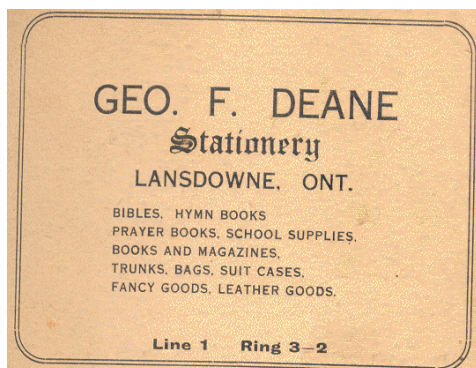 GEO. F. DEANE
Stationery
LANSDOWNE, ONT.
BIBLES, HYMN BOOKS
PRAYER BOOKS, SCHOOL SUPPLIES,
BOOKS AND MAGAZINES,
TRUNKS, BAGS, SUIT CASES,
FANCY GOODS, LEATHER GOODS.
Line 1 Ring 3—2